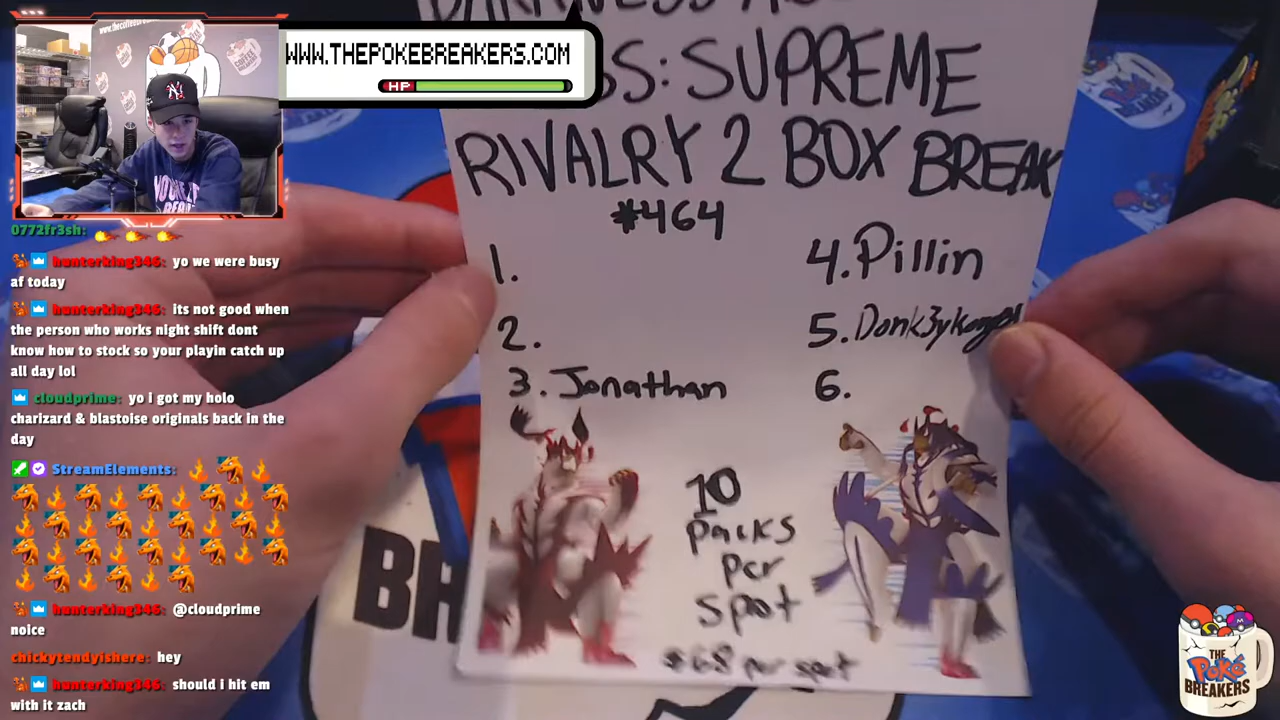 WWW.THEPOKEBREAKERS.COM
HP
SUPREME
RIVALRY 2 BOX BREAK
#464
1.
4. Pillin
2.
5.
3. Jonathan
6.
10
packs
per
spot
$68 per spot
0772fr3sh:
hunterking346: yo we were busy
af today
hunterking346: its not good when
the person who works night shift dont
know how to stock so your playin catch up
all day lol
cloudprime: yo i got my holo
charizard & blastoise originals back in the
day
StreamElements:
hunterking346: @cloudprime
noice
chickytendyishere: hey
hunterking346: should i hit em
with it zach
THE
Poké
BREAKERS